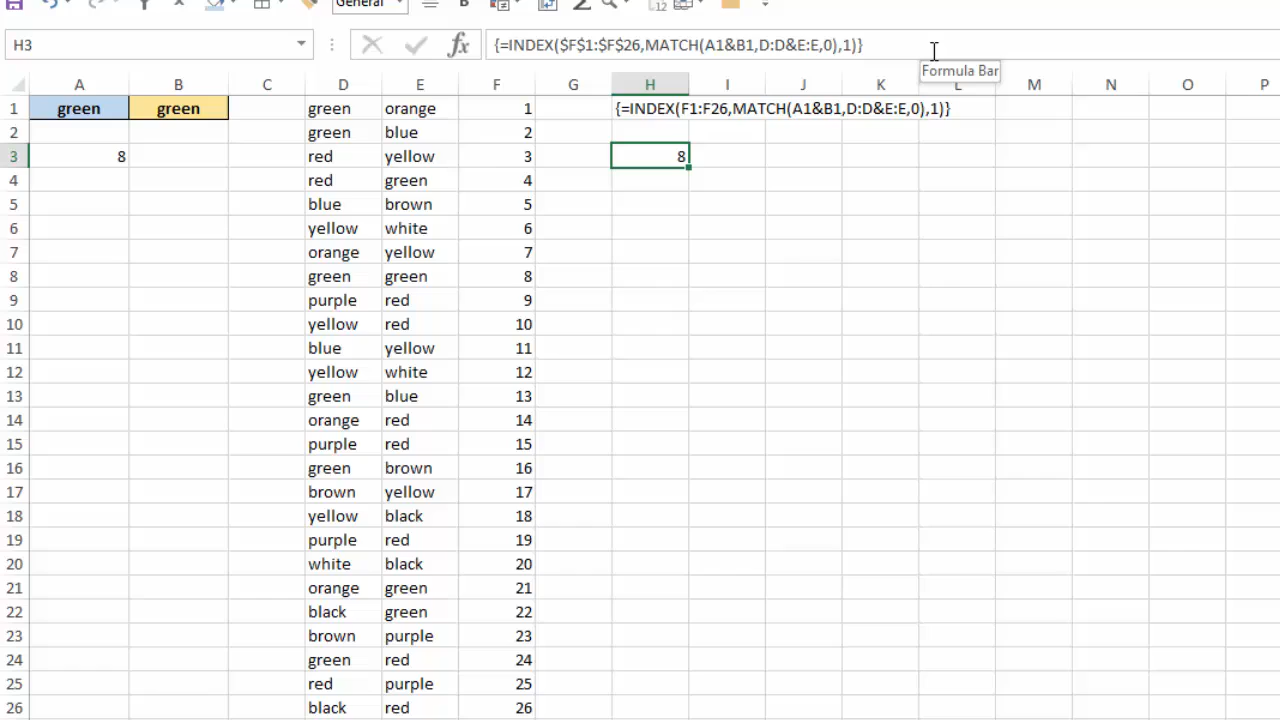 General
12
H3 fx {=INDEX($F$1:$F$26,MATCH(A1&B1,D:D&E:E,0),1)}
Formula Bar
A B C D E F G H I J K L M N O P
1 green green green orange 1 {=INDEX(F1:F26,MATCH(A1&B1,D:D&E:E,0),1)}
2 green blue 2
3 8 red yellow 3 8
4 red green 4
5 blue brown 5
6 yellow white 6
7 orange yellow 7
8 green green 8
9 purple red 9
10 yellow red 10
11 blue yellow 11
12 yellow white 12
13 green blue 13
14 orange red 14
15 purple red 15
16 green brown 16
17 brown yellow 17
18 yellow black 18
19 purple red 19
20 white black 20
21 orange green 21
22 black green 22
23 brown purple 23
24 green red 24
25 red purple 25
26 black red 26